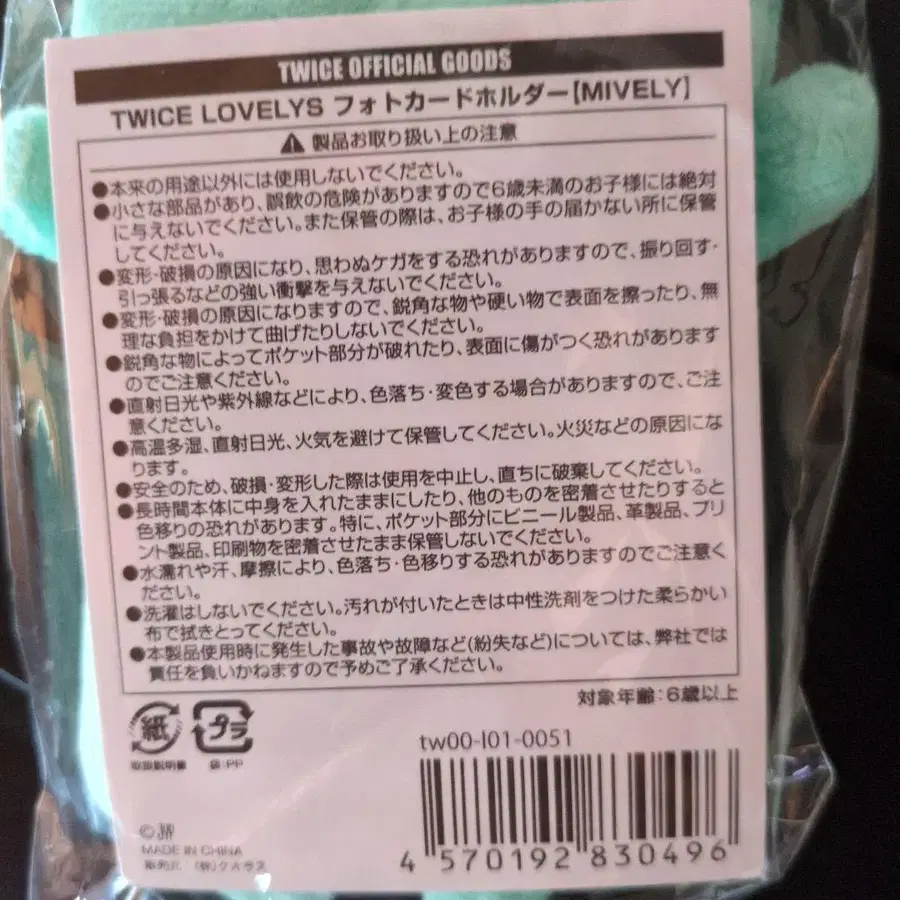 TWICE OFFICIAL GOODS
TWICE LOVELYS フォトカードホルダー【MIVELY】
⚠ 製品お取り扱い上の注意
●本来の用途以外には使用しないでください。
●小さな部品があり、誤飲の危険がありますので6歳未満のお子様には絶対
に与えないでください。また保管の際は、お子様の手の届かない所に保管
してください。
●変形・破損の原因になり、思わぬケガをする恐れがありますので、振り回す・
引っ張るなどの強い衝撃を与えないでください。
●変形・破損の原因になりますので、鋭角な物や硬い物で表面を擦ったり、無
理な負担をかけて曲げたりしないでください。
●鋭角な物によってポケット部分が破れたり、表面に傷がつく恐れがあります
のでご注意ください。
●直射日光や紫外線などにより、色落ち・変色する場合がありますので、ご注
意ください。
●高温多湿、直射日光、火気を避けて保管してください。火災などの原因にな
ります。
●安全のため、破損・変形した際は使用を中止し、直ちに破棄してください。
●長時間本体に中身を入れたままにしたり、他のものを密着させたりすると
色移りの恐れがあります。特に、ポケット部分にビニール製品、革製品、プリ
ント製品、印刷物を密着させたまま保管しないでください。
●水濡れや汗、摩擦により、色落ち・色移りする恐れがありますのでご注意く
ださい。
●洗濯はしないでください。汚れが付いたときは中性洗剤をつけた柔らかい
布で拭きとってください。
●本製品使用時に発生した事故や故障など(紛失など)については、弊社では
責任を負いかねますので予めご了承ください。
対象年齢:6歳以上
紙 プラ
取扱説明書 袋:PP
tw00-l01-0051
MADE IN CHINA
販売元 (株)クオラス
4 570192 830496